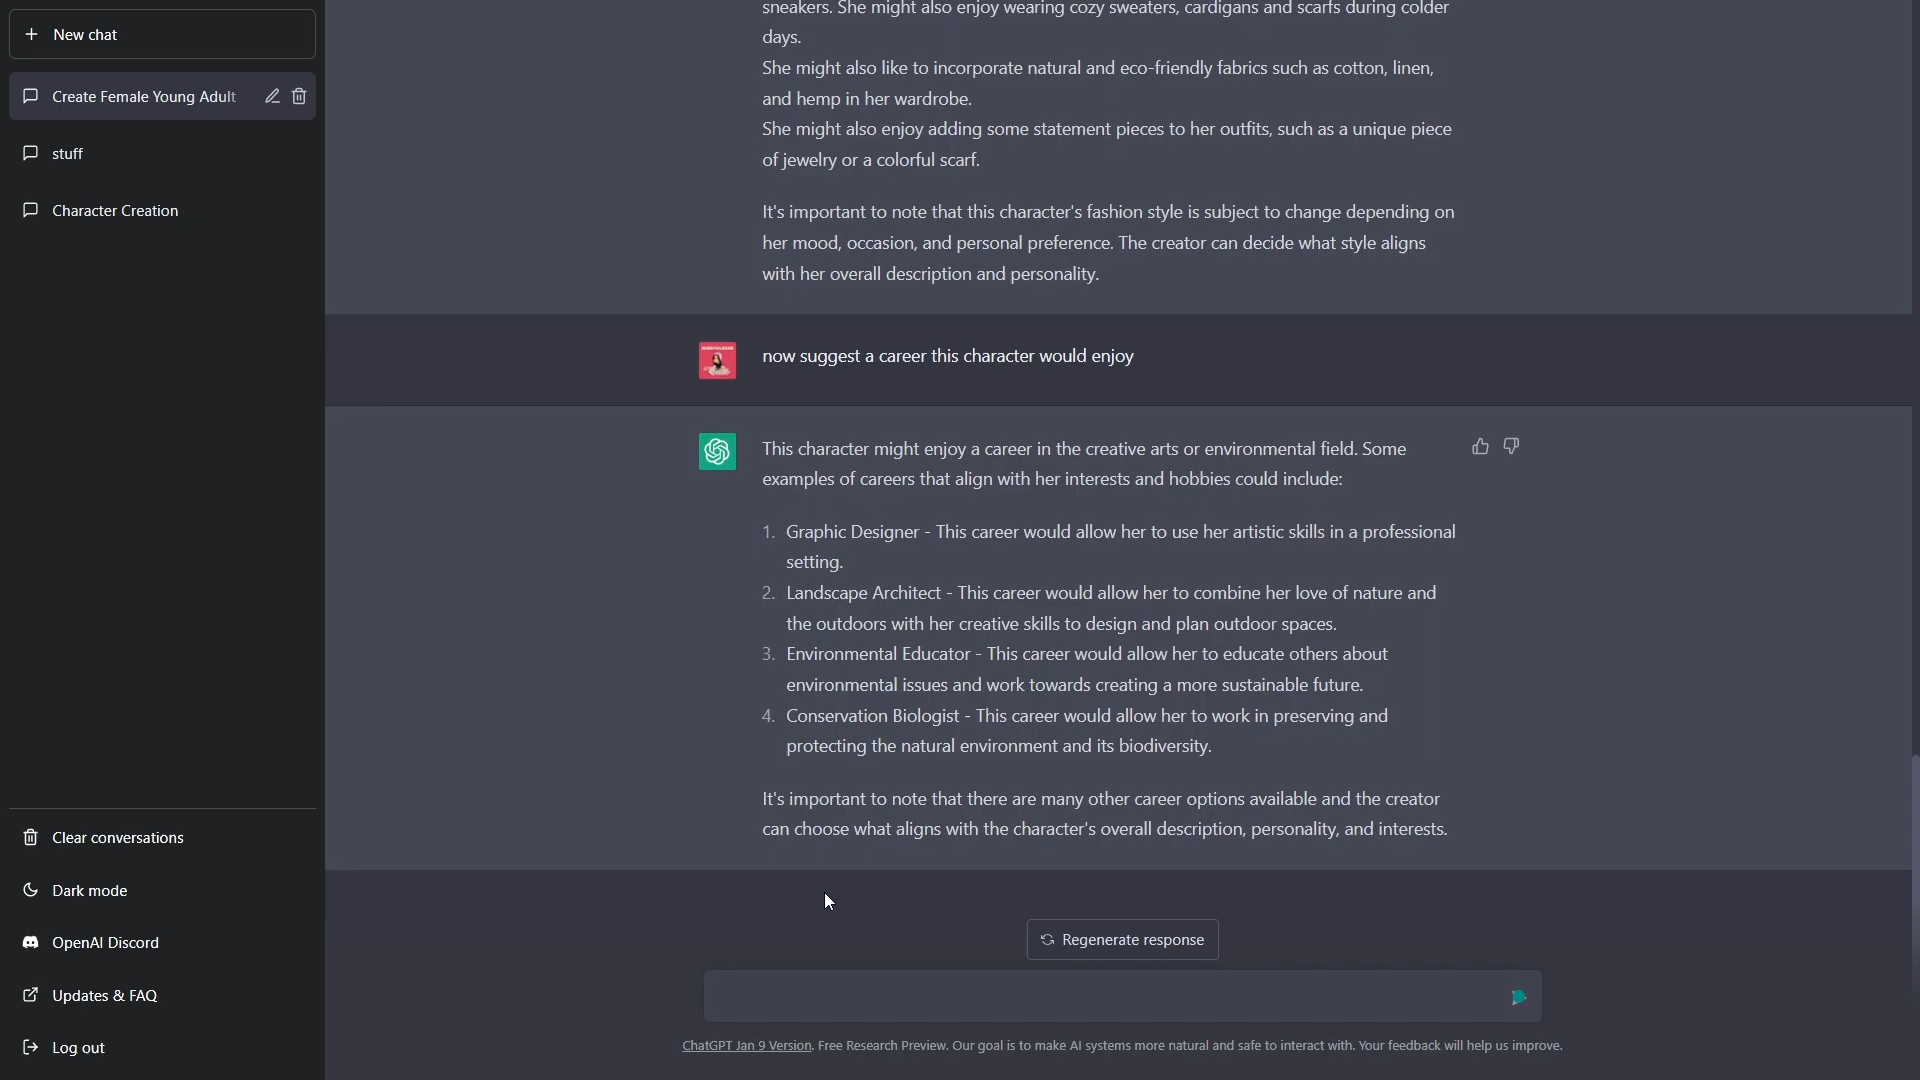 New chat
Create Female Young Adult
stuff
Character Creation
Clear conversations
Dark mode
OpenAI Discord
Updates & FAQ
Log out
sneakers. She might also enjoy wearing cozy sweaters, cardigans and scarfs during colder
days.
She might also like to incorporate natural and eco-friendly fabrics such as cotton, linen,
and hemp in her wardrobe.
She might also enjoy adding some statement pieces to her outfits, such as a unique piece
of jewelry or a colorful scarf.
It's important to note that this character's fashion style is subject to change depending on
her mood, occasion, and personal preference. The creator can decide what style aligns
with her overall description and personality.
now suggest a career this character would enjoy
This character might enjoy a career in the creative arts or environmental field. Some
examples of careers that align with her interests and hobbies could include:
1. Graphic Designer - This career would allow her to use her artistic skills in a professional
setting.
2. Landscape Architect - This career would allow her to combine her love of nature and
the outdoors with her creative skills to design and plan outdoor spaces.
3. Environmental Educator - This career would allow her to educate others about
environmental issues and work towards creating a more sustainable future.
4. Conservation Biologist - This career would allow her to work in preserving and
protecting the natural environment and its biodiversity.
It's important to note that there are many other career options available and the creator
can choose what aligns with the character's overall description, personality, and interests.
Regenerate response
ChatGPT Jan 9 Version. Free Research Preview. Our goal is to make AI systems more natural and safe to interact with. Your feedback will help us improve.